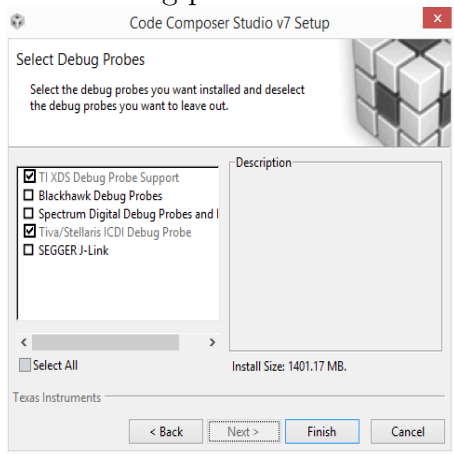 Code Composer Studio v7 Setup
x
Select Debug Probes
Select the debug probes you want installed and deselect
the debug probes you want to leave out.
TI XDS Debug Probe Support
Blackhawk Debug Probes
Spectrum Digital Debug Probes and
Tiva/Stellaris ICDI Debug Probe
SEGGER J-Link
Description
< >
Select All
Install Size: 1401.17 MB.
Texas Instruments
< Back Next > Finish Cancel